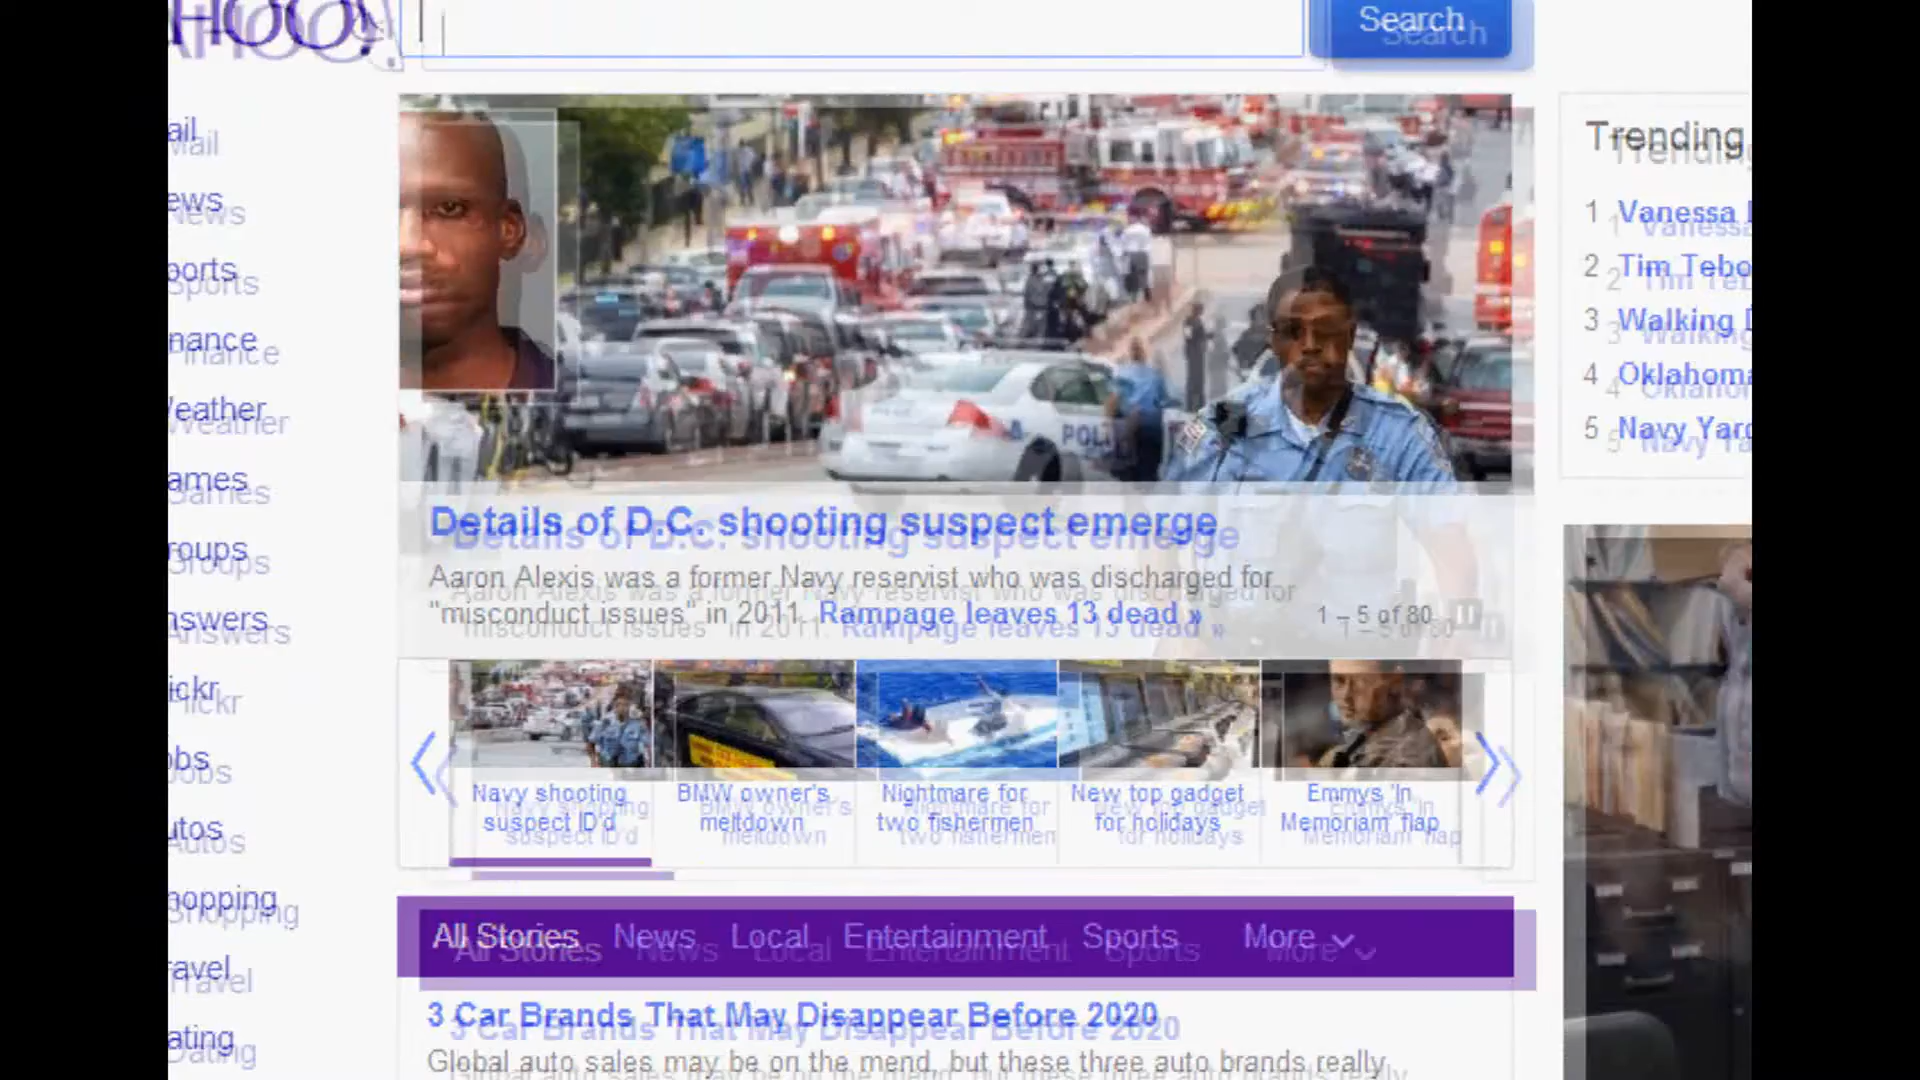 HOO!
Search
ail
ews
ports
nance
eather
ames
roups
nswers
ickr
obs
utos
hopping
ravel
ating
POLI
Details of D.C. shooting suspect emerge
Aaron Alexis was a former Navy reservist who was discharged for
"misconduct issues" in 2011. Rampage leaves 13 dead »
1 – 5 of 80
Navy shooting
suspect ID'd
BMW owner's
meltdown
Nightmare for
two fishermen
New top gadget
for holidays
Emmys 'In
Memoriam' flap
All Stories News Local Entertainment Sports More
3 Car Brands That May Disappear Before 2020
Global auto sales may be on the mend, but these three auto brands really
Trending
1 Vanessa
2 Tim Tebo
3 Walking
4 Oklahoma
5 Navy Yard